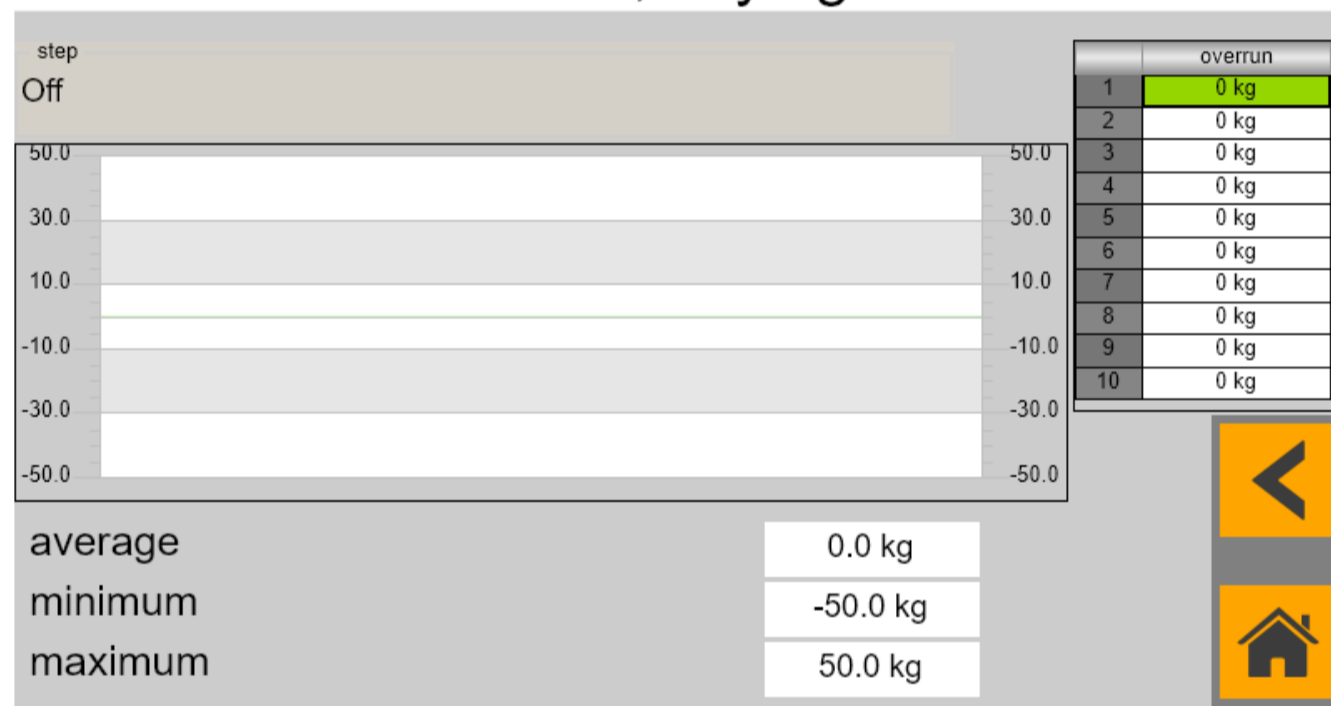 step
Off
50.0 50.0
30.0 30.0
10.0 10.0
-10.0 -10.0
-30.0 -30.0
-50.0 -50.0
overrun
1 0 kg
2 0 kg
3 0 kg
4 0 kg
5 0 kg
6 0 kg
7 0 kg
8 0 kg
9 0 kg
10 0 kg
average 0.0 kg
minimum -50.0 kg
maximum 50.0 kg